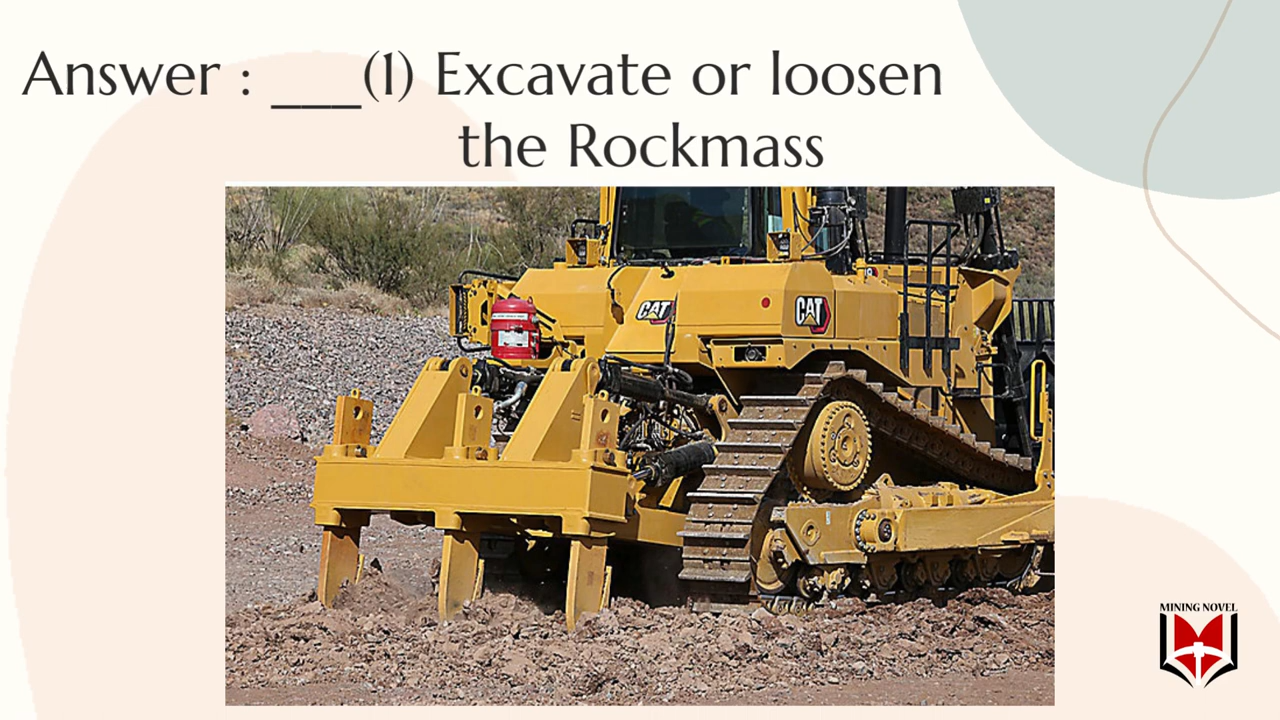 Answer : ___(1) Excavate or loosen
the Rockmass
CAT
CAT
MINING NOVEL